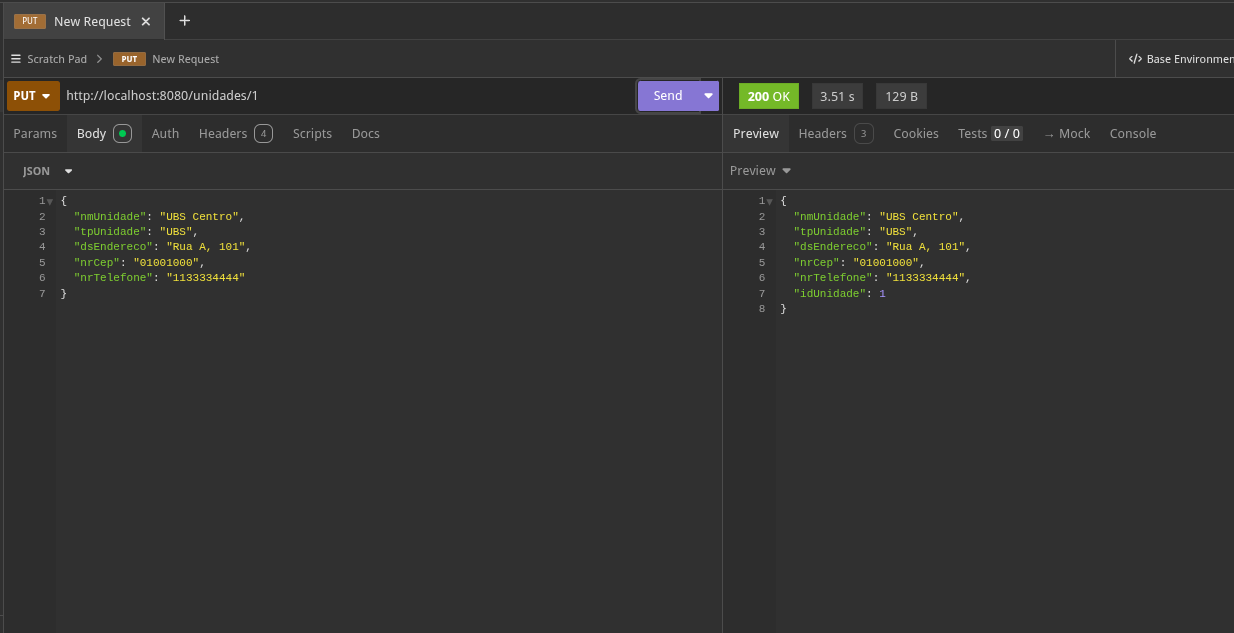 PUT New Request
Scratch Pad PUT New Request
Base Environmen
PUT http://localhost:8080/unidades/1 Send
200 OK 3.51 s 129 B
Params Body Auth Headers 4 Scripts Docs
Preview Headers 3 Cookies Tests 0 / 0 → Mock Console
JSON
Preview
1 {
2 "nmUnidade": "UBS Centro",
3 "tpUnidade": "UBS",
4 "dsEndereco": "Rua A, 101",
5 "nrCep": "01001000",
6 "nrTelefone": "1133334444"
7 }
1 {
2 "nmUnidade": "UBS Centro",
3 "tpUnidade": "UBS",
4 "dsEndereco": "Rua A, 101",
5 "nrCep": "01001000",
6 "nrTelefone": "1133334444",
7 "idUnidade": 1
8 }